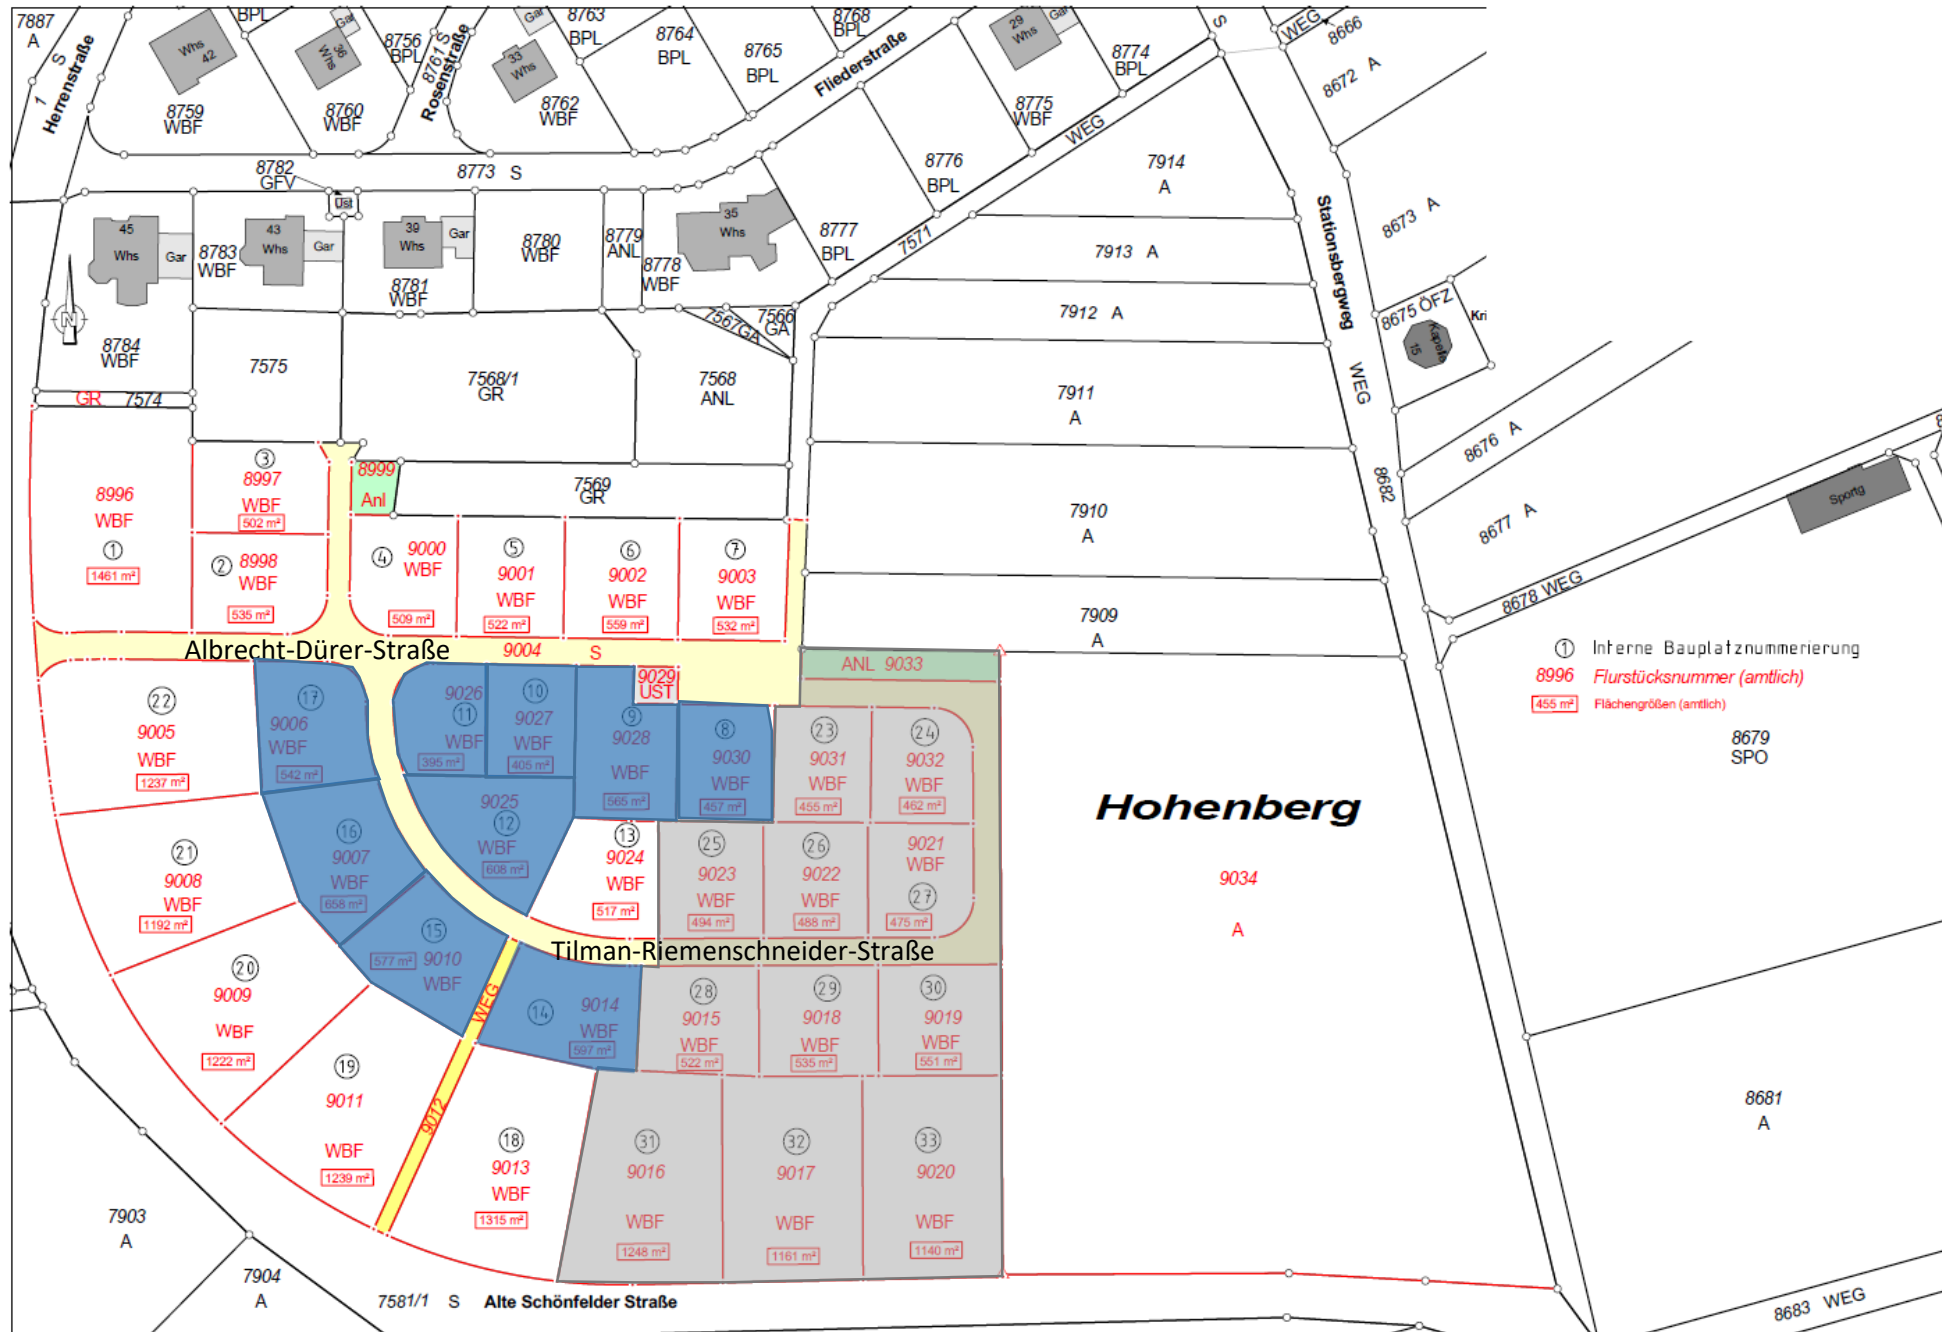 7887
A
S
1
Herrenstraße
BPL
Whs
42
8759
WBF
Gar
36
Whs
8760
WBF
8756
BPL
8761 S
Rosenstraße
Gar
33
Whs
8762
WBF
8763
BPL
8764
BPL
8765
BPL
8768
BPL
Fliederstraße
29
Whs
Gar
8775
WBF
8774
BPL
S
WEG
8666
8672 A
8782
GFV
8773 S
8776
BPL
WEG
7914
A
Stationsbergweg
8673 A
45
Whs
Gar
8783
WBF
43
Whs
Gar
Ust
39
Whs
Gar
8781
WBF
8780
WBF
8779
ANL
8778
WBF
35
Whs
8777
BPL
7571
7913 A
7912 A
8675 ÖFZ
Kapelle
15
Kri
8784
WBF
7575
7568/1
GR
7567GA
7566
GA
7568
ANL
7911
A
WEG
GR 7574
8676 A
8682
8677 A
Sportg
8678 WEG
8996
WBF
1
1461 m²
3
8997
WBF
502 m²
2 8998
WBF
535 m²
8999
Anl
7569
GR
4 9000
WBF
509 m²
5
9001
WBF
522 m²
6
9002
WBF
559 m²
7
9003
WBF
532 m²
7910
A
7909
A
Albrecht-Dürer-Straße
9004 S
ANL 9033
1 Interne Bauplatznummerierung
8996 Flurstücksnummer (amtlich)
455 m² Flächengrößen (amtlich)
22
9005
WBF
1237 m²
17
9006
WBF
542 m²
9026
11
WBF
395 m²
10
9027
WBF
405 m²
9
9028
WBF
565 m²
9029
UST
8
9030
WBF
457 m²
23
9031
WBF
455 m²
24
9032
WBF
462 m²
8679
SPO
Hohenberg
9034
A
21
9008
WBF
1192 m²
16
9007
WBF
658 m²
9025
12
WBF
608 m²
13
9024
WBF
517 m²
25
9023
WBF
494 m²
26
9022
WBF
488 m²
9021
WBF
27
475 m²
20
9009
WBF
1222 m²
15
577 m² 9010
WBF
Tilman-Riemenschneider-Straße
WEG
14
9014
WBF
597 m²
28
9015
WBF
522 m²
29
9018
WBF
535 m²
30
9019
WBF
551 m²
19
9011
WBF
1239 m²
9012
18
9013
WBF
1315 m²
31
9016
WBF
1248 m²
32
9017
WBF
1161 m²
33
9020
WBF
1140 m²
8681
A
7903
A
7904
A
7581/1 S Alte Schönfelder Straße
8683 WEG
N